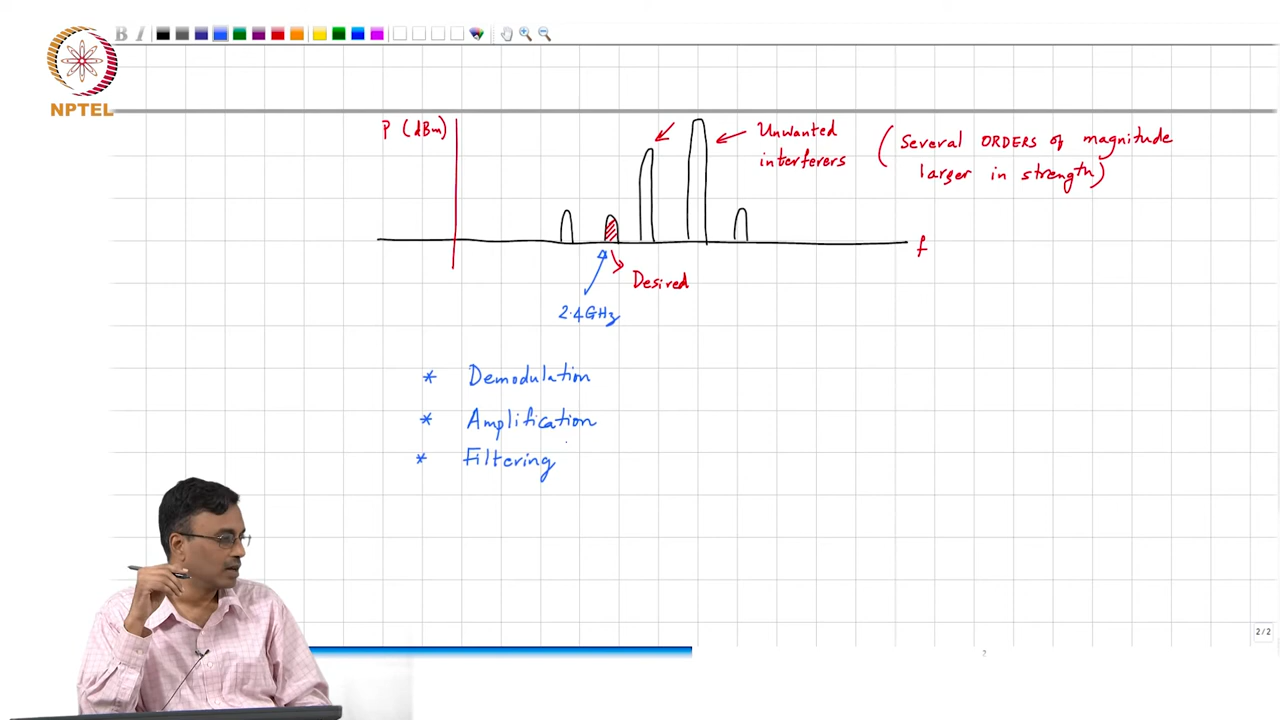 B I
NPTEL
P (dBm)
Unwanted
interferers
(Several ORDERS of magnitude
larger in strength)
f
Desired
2.4GHz
* Demodulation
* Amplification
* Filtering
2/2
2